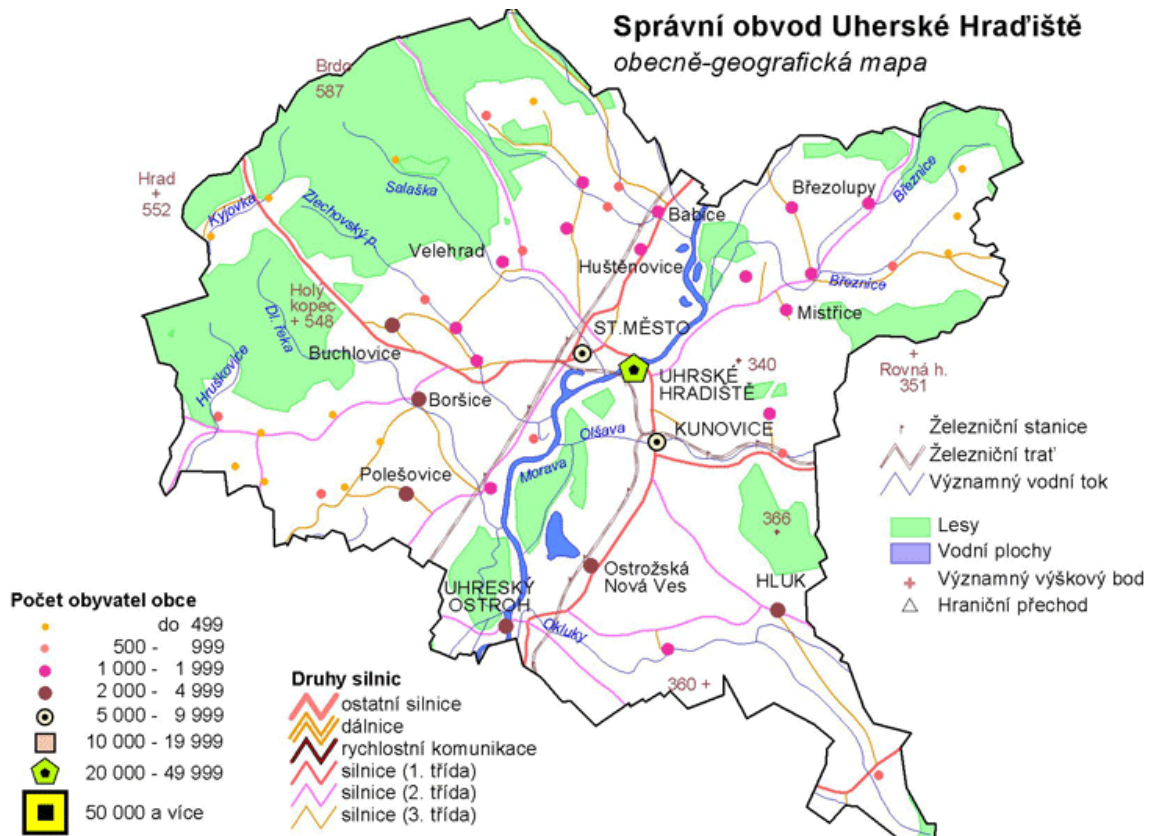 Správní obvod Uherské Hraďiště
obecně-geografická mapa
Brdo
587
Hrad
552
Kyjovka
Zlechovský p.
Salaška
Velehrad
Babice
Huštěnovice
Březolupy
Březnice
Březnice
Mistřice
Holý
kopec
548
Dl. řeka
Buchlovice
Hruškovice
ST.MĚSTO
UHRSKÉ
HRADIŠTĚ
340
Rovná h.
351
Boršice
KUNOVICE
Olšava
Morava
Polešovice
366
Ostrožská
Nová Ves
HLUK
UHRESKÝ
OSTROH
Okluky
360
Železniční stanice
Železniční trať
Významný vodní tok
Lesy
Vodní plochy
Významný výškový bod
Hraniční přechod
Počet obyvatel obce
do 499
500 - 999
1 000 - 1 999
2 000 - 4 999
5 000 - 9 999
10 000 - 19 999
20 000 - 49 999
50 000 a více
Druhy silnic
ostatní silnice
dálnice
rychlostní komunikace
silnice (1. třída)
silnice (2. třída)
silnice (3. třída)